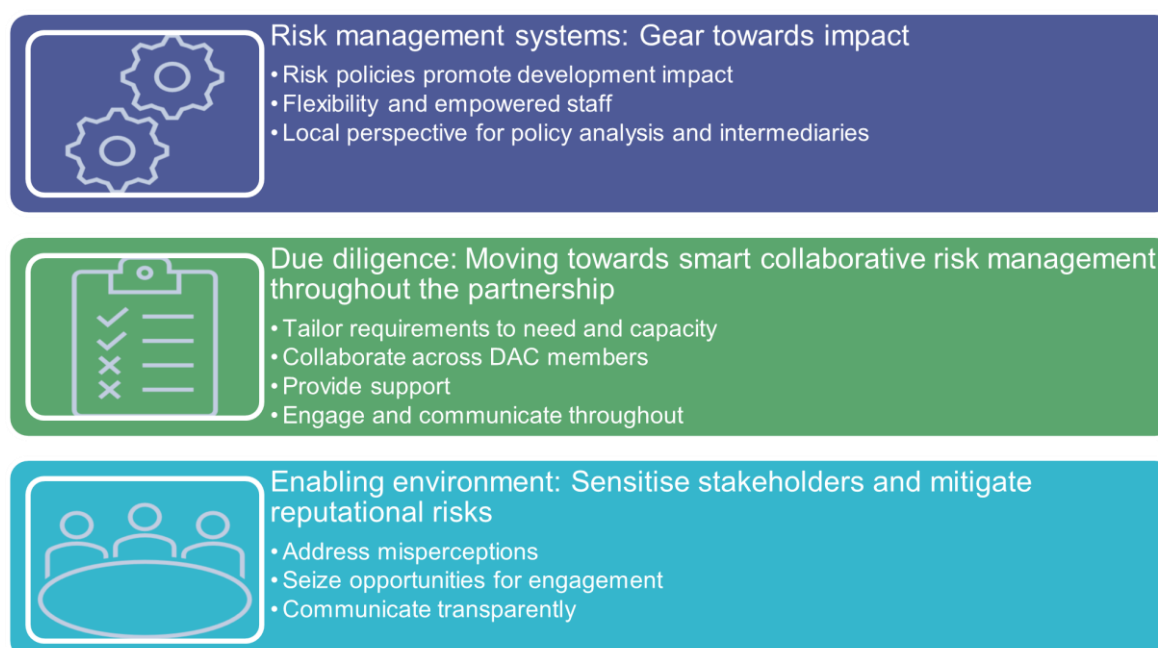 Risk management systems: Gear towards impact
• Risk policies promote development impact
• Flexibility and empowered staff
• Local perspective for policy analysis and intermediaries
Due diligence: Moving towards smart collaborative risk management
throughout the partnership
• Tailor requirements to need and capacity
• Collaborate across DAC members
• Provide support
• Engage and communicate throughout
Enabling environment: Sensitise stakeholders and mitigate
reputational risks
• Address misperceptions
• Seize opportunities for engagement
• Communicate transparently